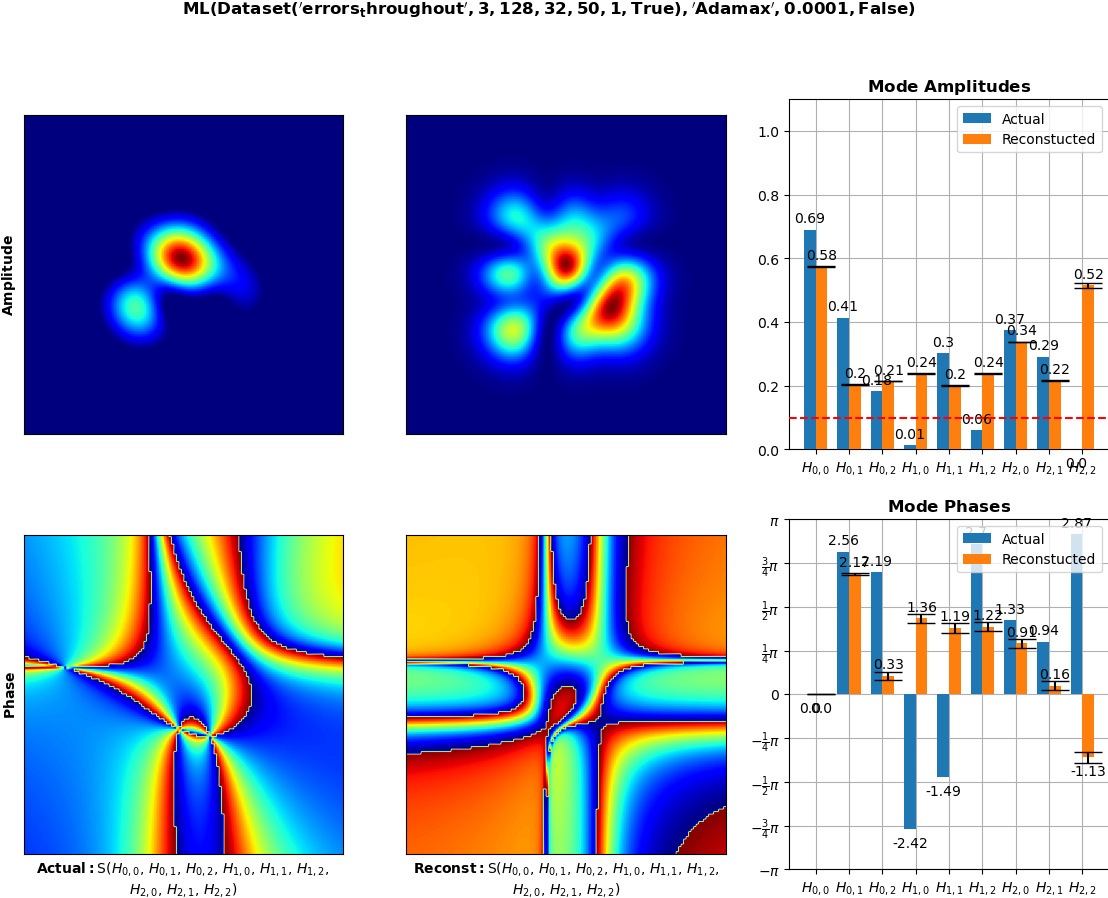 ML(Dataset('errors_throughout', 3, 128, 32, 50, 1, True), 'Adamax', 0.0001, False)
Amplitude
Mode Amplitudes
Actual
Reconstucted
1.0
0.8
0.6
0.4
0.2
0.0
0.69
0.58
0.41
0.2
0.18
0.21
0.01
0.24
0.3
0.2
0.06
0.24
0.37
0.34
0.29
0.22
0.0
0.52
H0,0 H0,1 H0,2 H1,0 H1,1 H1,2 H2,0 H2,1 H2,2
Phase
Mode Phases
Actual
Reconstucted
π
3/4π
1/2π
1/4π
0
−1/4π
−1/2π
−3/4π
−π
0.0
0.0
2.56
2.17
2.19
0.33
-2.42
1.36
-1.49
1.19
2.7
1.22
1.33
0.91
0.94
0.16
2.87
-1.13
H0,0 H0,1 H0,2 H1,0 H1,1 H1,2 H2,0 H2,1 H2,2
Actual: S(H0,0, H0,1, H0,2, H1,0, H1,1, H1,2,
H2,0, H2,1, H2,2)
Reconst: S(H0,0, H0,1, H0,2, H1,0, H1,1, H1,2,
H2,0, H2,1, H2,2)